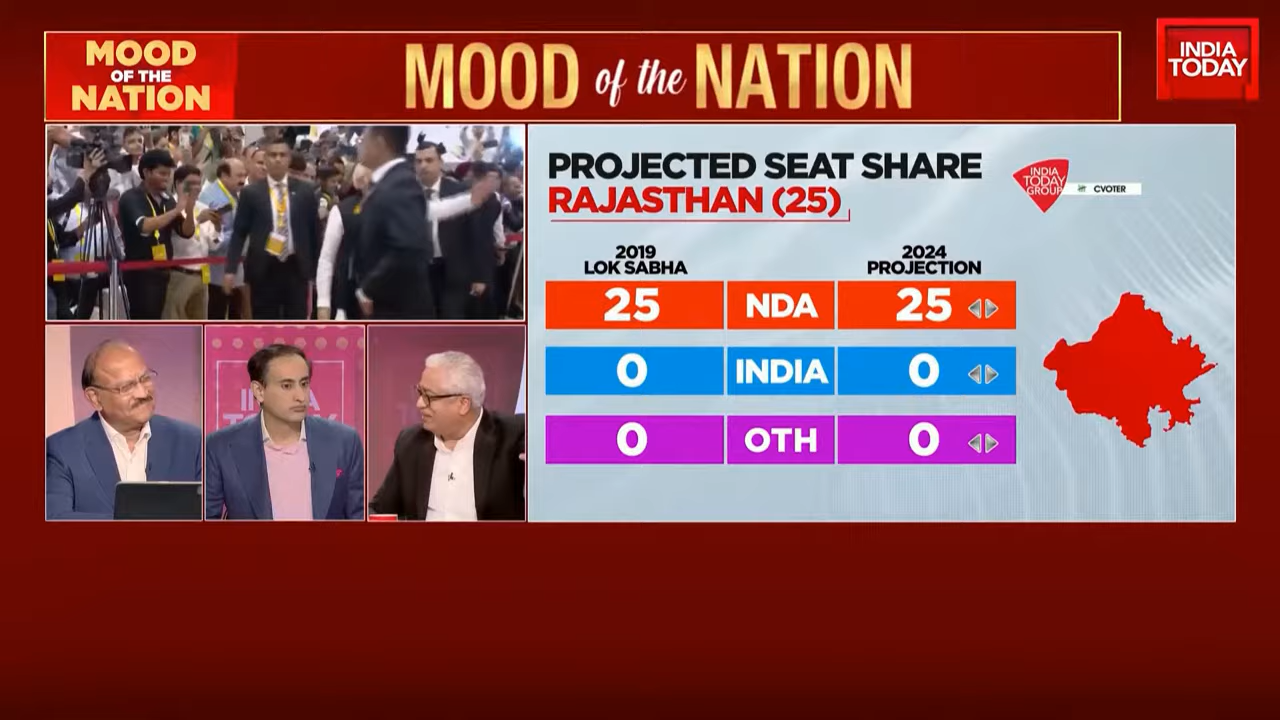 MOOD
OF THE
NATION
MOOD of the NATION
INDIA
TODAY
PROJECTED SEAT SHARE
RAJASTHAN (25)
INDIA
TODAY
GROUP
CVOTER
2019
LOK SABHA
2024
PROJECTION
25 NDA 25
0 INDIA 0
0 OTH 0